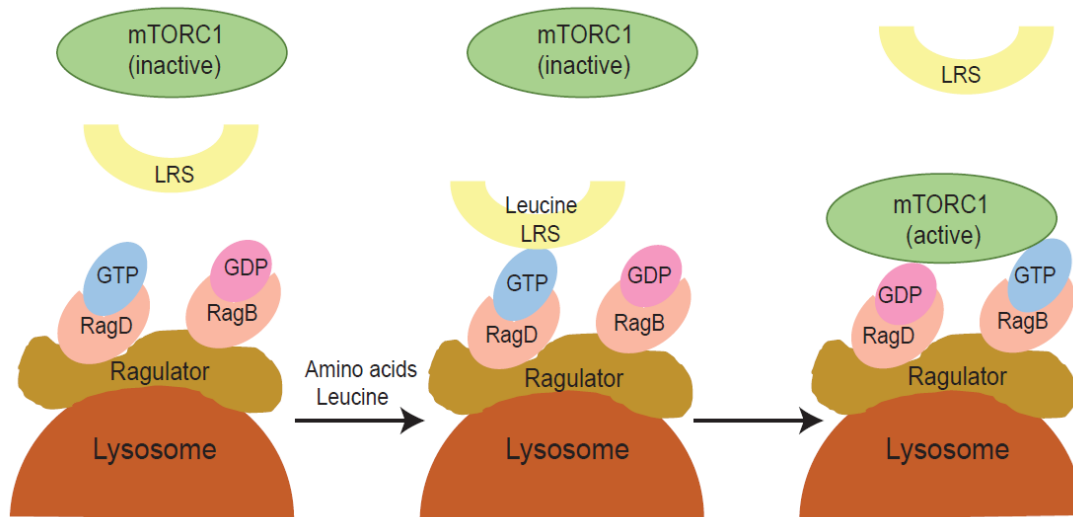 mTORC1
(inactive)
LRS
GTP
GDP
RagD
RagB
Ragulator
Lysosome
Amino acids
Leucine
mTORC1
(inactive)
Leucine
LRS
GTP
GDP
RagD
RagB
Ragulator
Lysosome
LRS
mTORC1
(active)
GDP
GTP
RagD
RagB
Ragulator
Lysosome